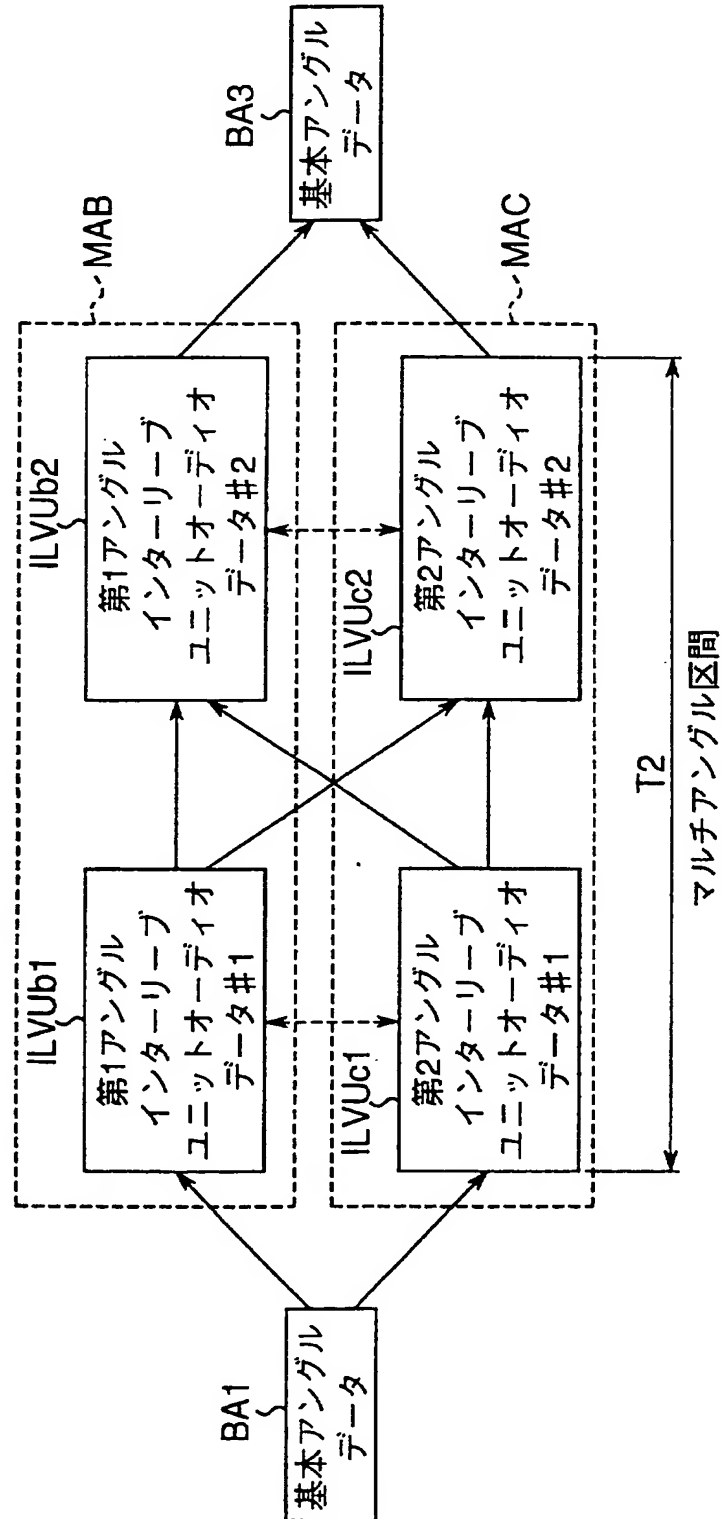 BA1
基本アングル
データ
ILVUb1
第1アングル
インターリーブ
ユニットオーディオ
データ#1
ILVUb2
第1アングル
インターリーブ
ユニットオーディオ
データ#2
MAB
ILVUc1
第2アングル
インターリーブ
ユニットオーディオ
データ#1
ILVUc2
第2アングル
インターリーブ
ユニットオーディオ
データ#2
MAC
BA3
基本アングル
データ
T2
マルチアングル区間